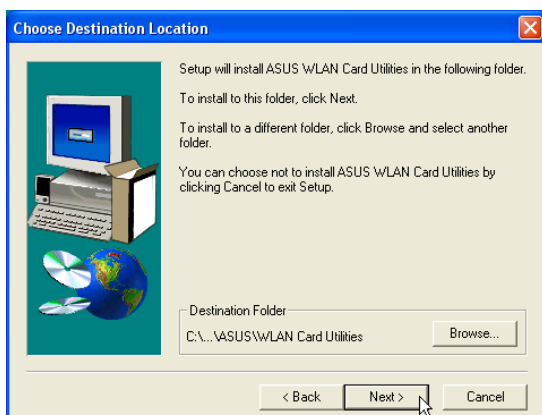 Choose Destination Location
Setup will install ASUS WLAN Card Utilities in the following folder.
To install to this folder, click Next.
To install to a different folder, click Browse and select another
folder.
You can choose not to install ASUS WLAN Card Utilities by
clicking Cancel to exit Setup.
Destination Folder
C:\...\ASUS\WLAN Card Utilities
Browse...
< Back
Next >
Cancel